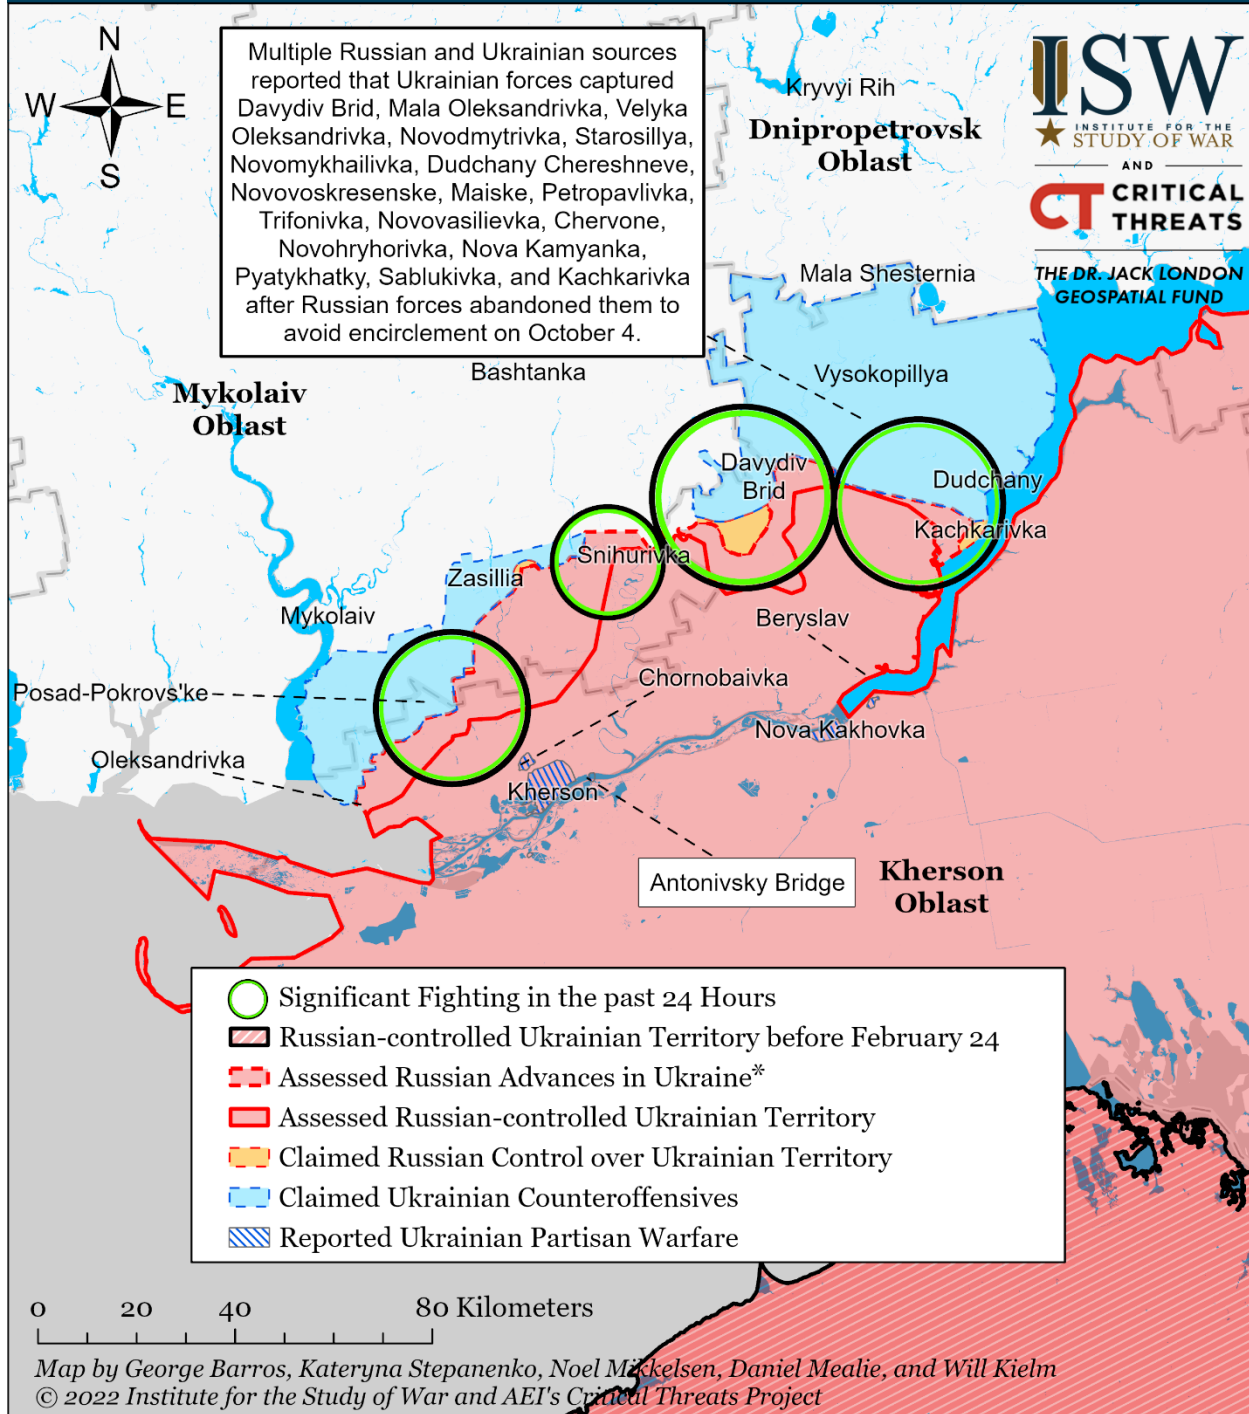 N
W E
S
Multiple Russian and Ukrainian sources
reported that Ukrainian forces captured
Davydiv Brid, Mala Oleksandrivka, Velyka
Oleksandrivka, Novodmytrivka, Starosillya,
Novomykhailivka, Dudchany Chereshneve,
Novovoskresenske, Maiske, Petropavlivka,
Trifonivka, Novovasilievka, Chervone,
Novohryhorivka, Nova Kamyanka,
Pyatykhatky, Sablukivka, and Kachkarivka
after Russian forces abandoned them to
avoid encirclement on October 4.
ISW
INSTITUTE FOR THE
STUDY OF WAR
AND
CT CRITICAL
THREATS
THE DR. JACK LONDON
GEOSPATIAL FUND
Kryvyi Rih
Dnipropetrovsk
Oblast
Mala Shesternia
Bashtanka
Vysokopillya
Mykolaiv
Oblast
Davydiv
Brid
Dudchany
Kachkarivka
Snihurivka
Zasillia
Mykolaiv
Beryslav
Chornobaivka
Posad-Pokrovs'ke
Nova Kakhovka
Oleksandrivka
Kherson
Antonivsky Bridge
Kherson
Oblast
Significant Fighting in the past 24 Hours
Russian-controlled Ukrainian Territory before February 24
Assessed Russian Advances in Ukraine*
Assessed Russian-controlled Ukrainian Territory
Claimed Russian Control over Ukrainian Territory
Claimed Ukrainian Counteroffensives
Reported Ukrainian Partisan Warfare
0 20 40 80 Kilometers
Map by George Barros, Kateryna Stepanenko, Noel Mikkelsen, Daniel Mealie, and Will Kielm
© 2022 Institute for the Study of War and AEI's Critical Threats Project